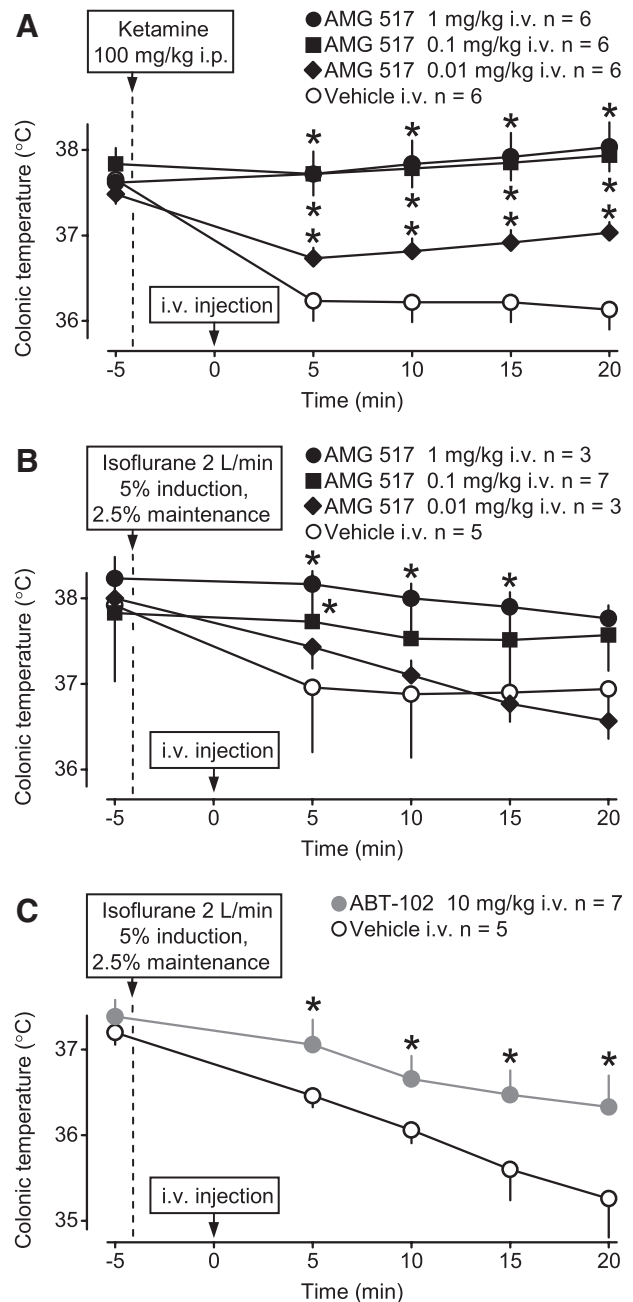 A
Ketamine
100 mg/kg i.p.
AMG 517 1 mg/kg i.v. n = 6
AMG 517 0.1 mg/kg i.v. n = 6
AMG 517 0.01 mg/kg i.v. n = 6
Vehicle i.v. n = 6
Colonic temperature (°C)
38
37
36
* * * *
* * * *
* * * *
i.v. injection
-5 0 5 10 15 20
Time (min)
B
Isoflurane 2 L/min
5% induction,
2.5% maintenance
AMG 517 1 mg/kg i.v. n = 3
AMG 517 0.1 mg/kg i.v. n = 7
AMG 517 0.01 mg/kg i.v. n = 3
Vehicle i.v. n = 5
Colonic temperature (°C)
38
37
36
* * *
*
i.v. injection
-5 0 5 10 15 20
Time (min)
C
Isoflurane 2 L/min
5% induction,
2.5% maintenance
ABT-102 10 mg/kg i.v. n = 7
Vehicle i.v. n = 5
Colonic temperature (°C)
37
36
35
* * * *
i.v. injection
-5 0 5 10 15 20
Time (min)